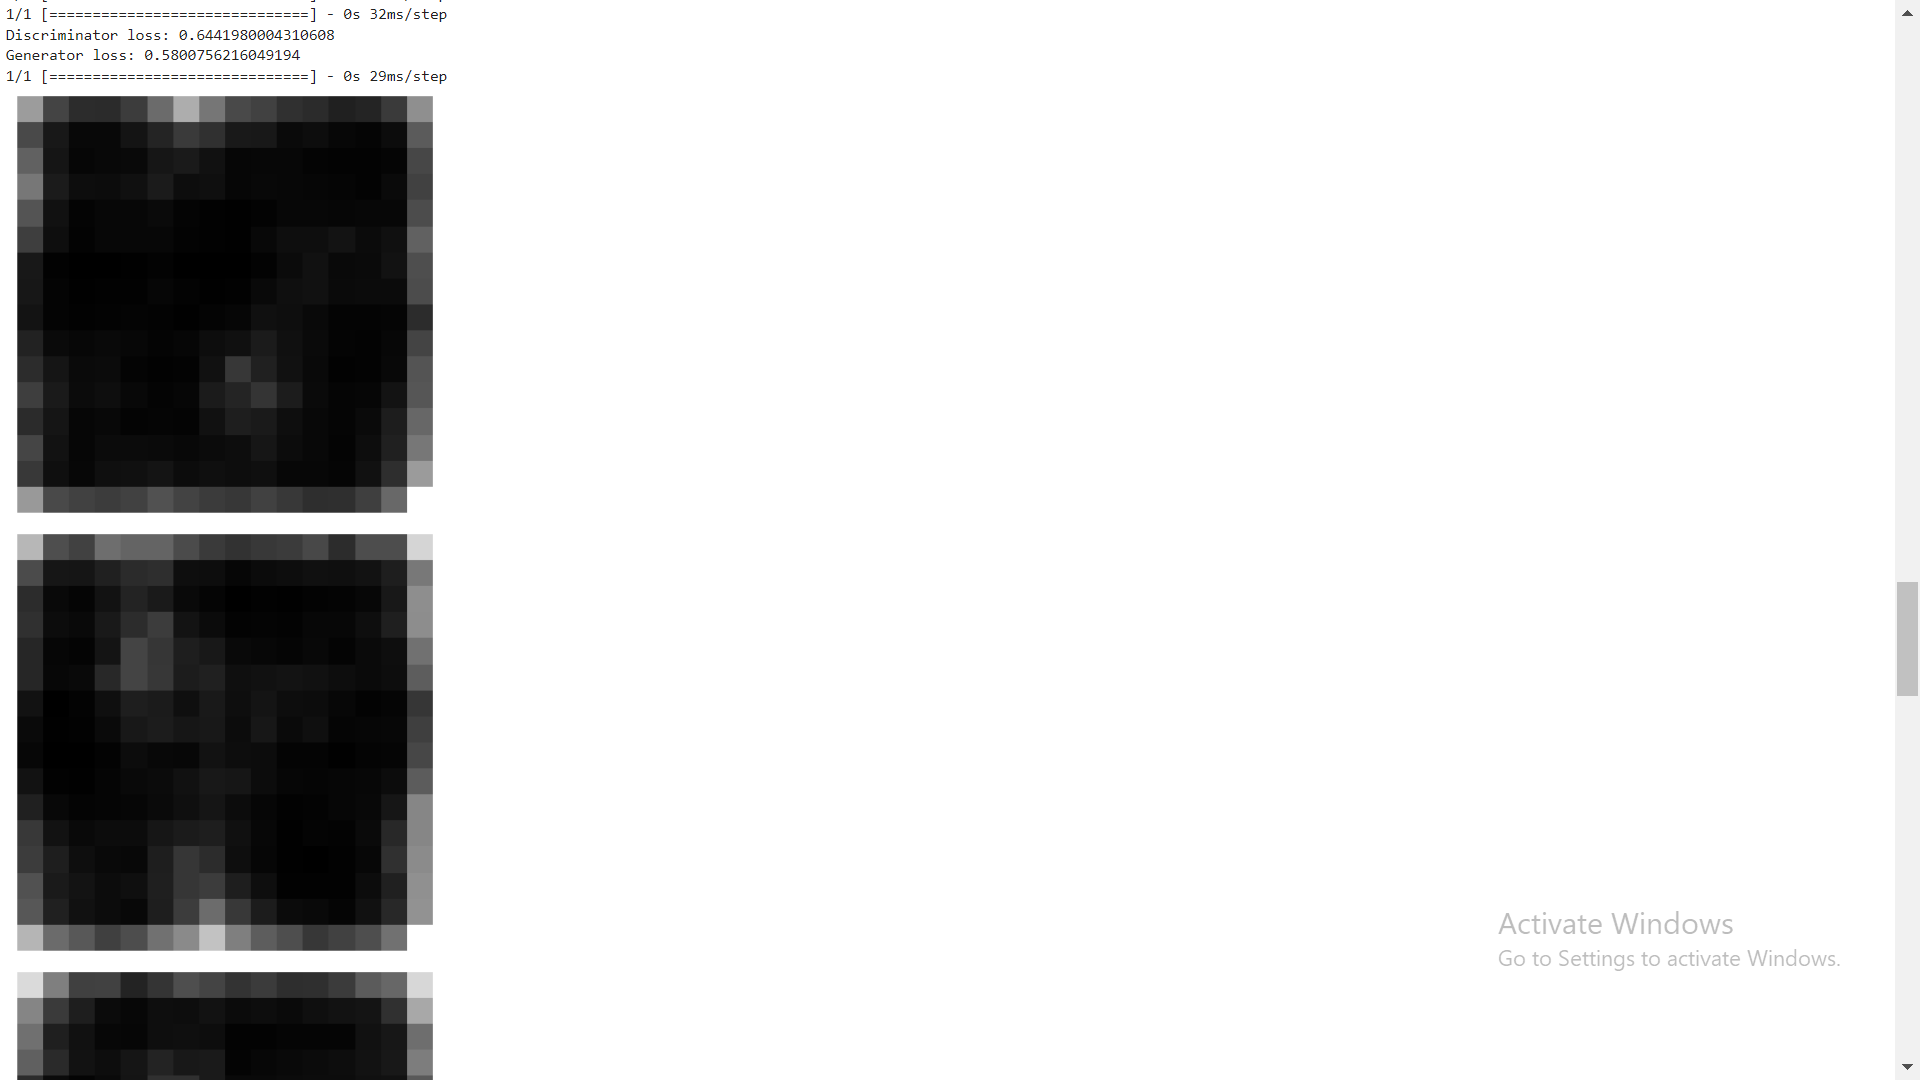 1/1 [==============================] - 0s 32ms/step
Discriminator loss: 0.6441980004310608
Generator loss: 0.5800756216049194
1/1 [==============================] - 0s 29ms/step
Activate Windows
Go to Settings to activate Windows.